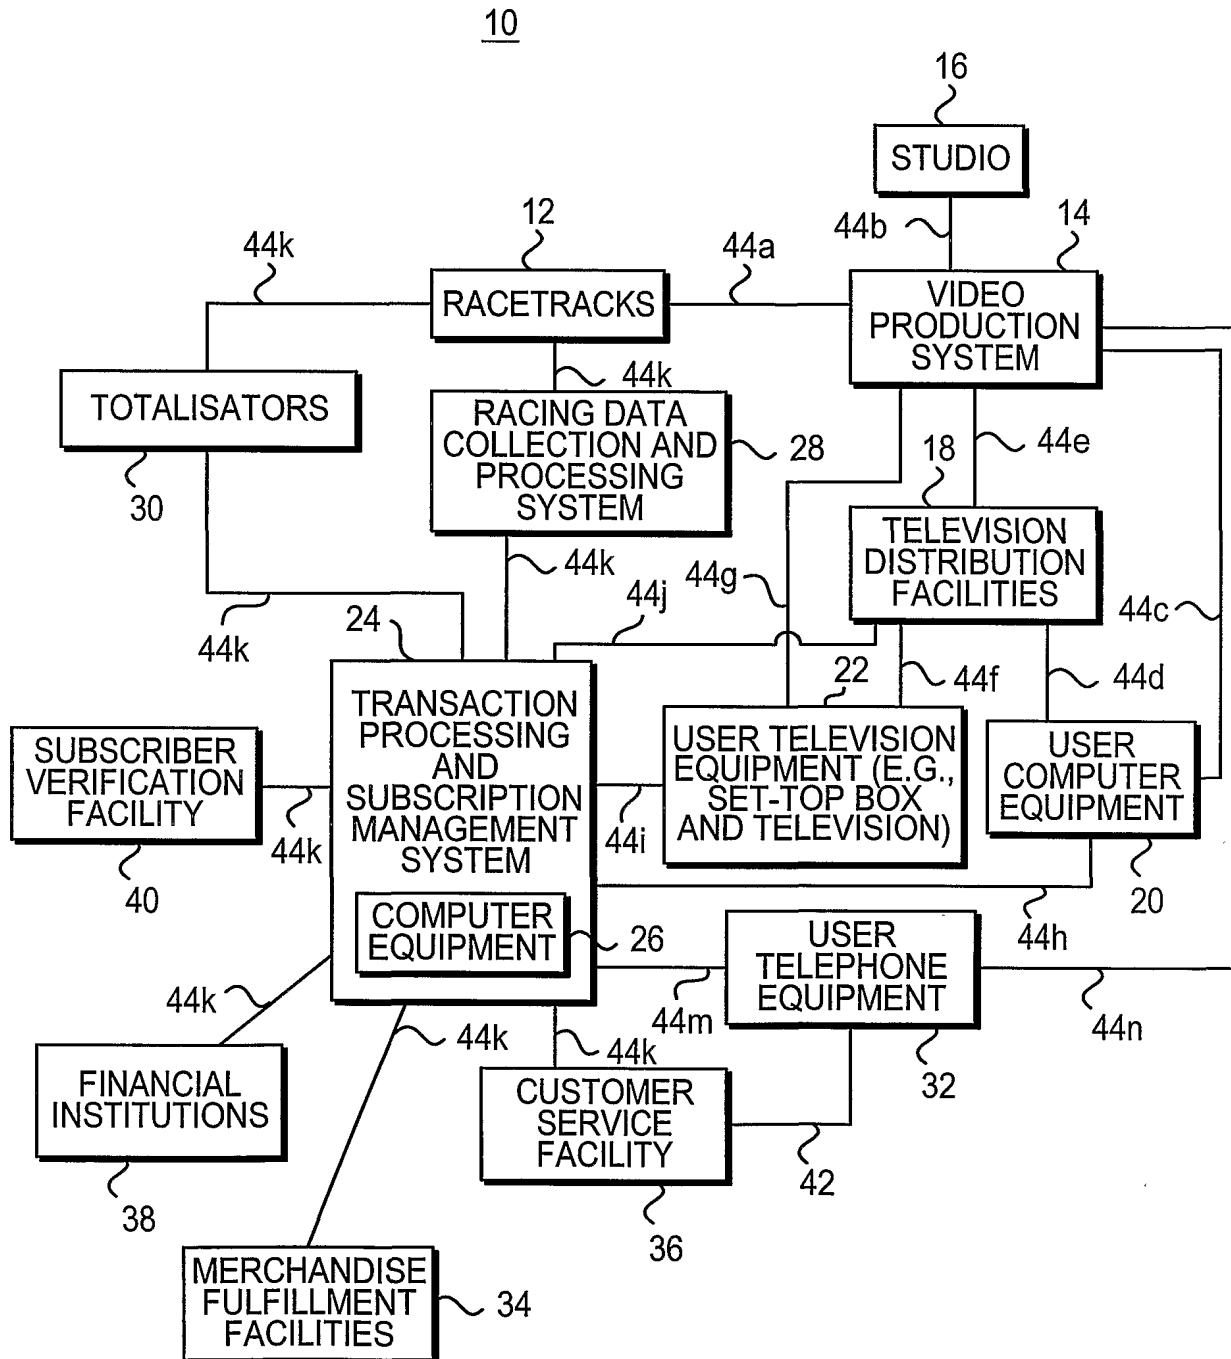 10
16
STUDIO
12
44k
44a
44b
14
RACETRACKS
VIDEO
PRODUCTION
SYSTEM
44k
TOTALISATORS
30
RACING DATA
COLLECTION AND
PROCESSING
SYSTEM
28
18
44e
TELEVISION
DISTRIBUTION
FACILITIES
44k
44g
44j
44c
44k
24
22
44f
44d
TRANSACTION
PROCESSING
AND
SUBSCRIPTION
MANAGEMENT
SYSTEM
SUBSCRIBER
VERIFICATION
FACILITY
40
44k
44i
USER TELEVISION
EQUIPMENT (E.G.,
SET-TOP BOX
AND TELEVISION)
USER
COMPUTER
EQUIPMENT
20
44h
COMPUTER
EQUIPMENT
26
USER
TELEPHONE
EQUIPMENT
44m
44n
32
44k
44k
44k
FINANCIAL
INSTITUTIONS
38
CUSTOMER
SERVICE
FACILITY
42
36
MERCHANDISE
FULFILLMENT
FACILITIES
34